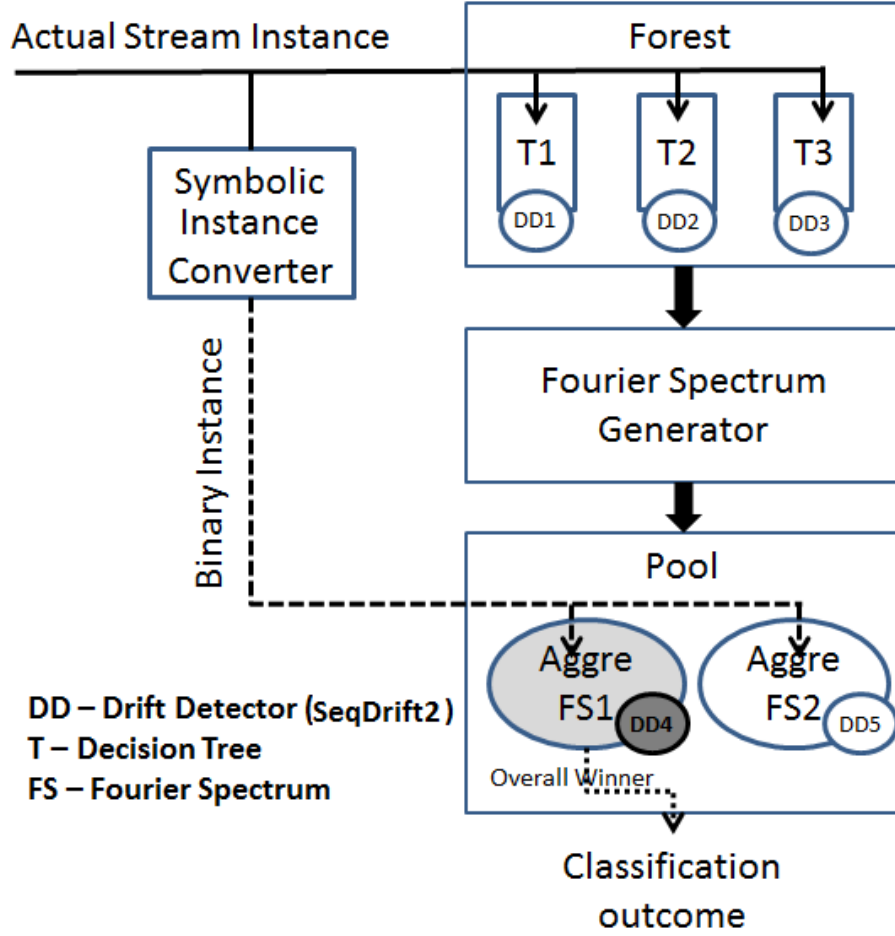 Actual Stream Instance
Forest
T1
T2
T3
DD1
DD2
DD3
Symbolic
Instance
Converter
Binary Instance
Fourier Spectrum
Generator
Pool
Aggre
FS1
DD4
Aggre
FS2
DD5
Overall Winner
DD – Drift Detector (SeqDrift2)
T – Decision Tree
FS – Fourier Spectrum
Classification
outcome